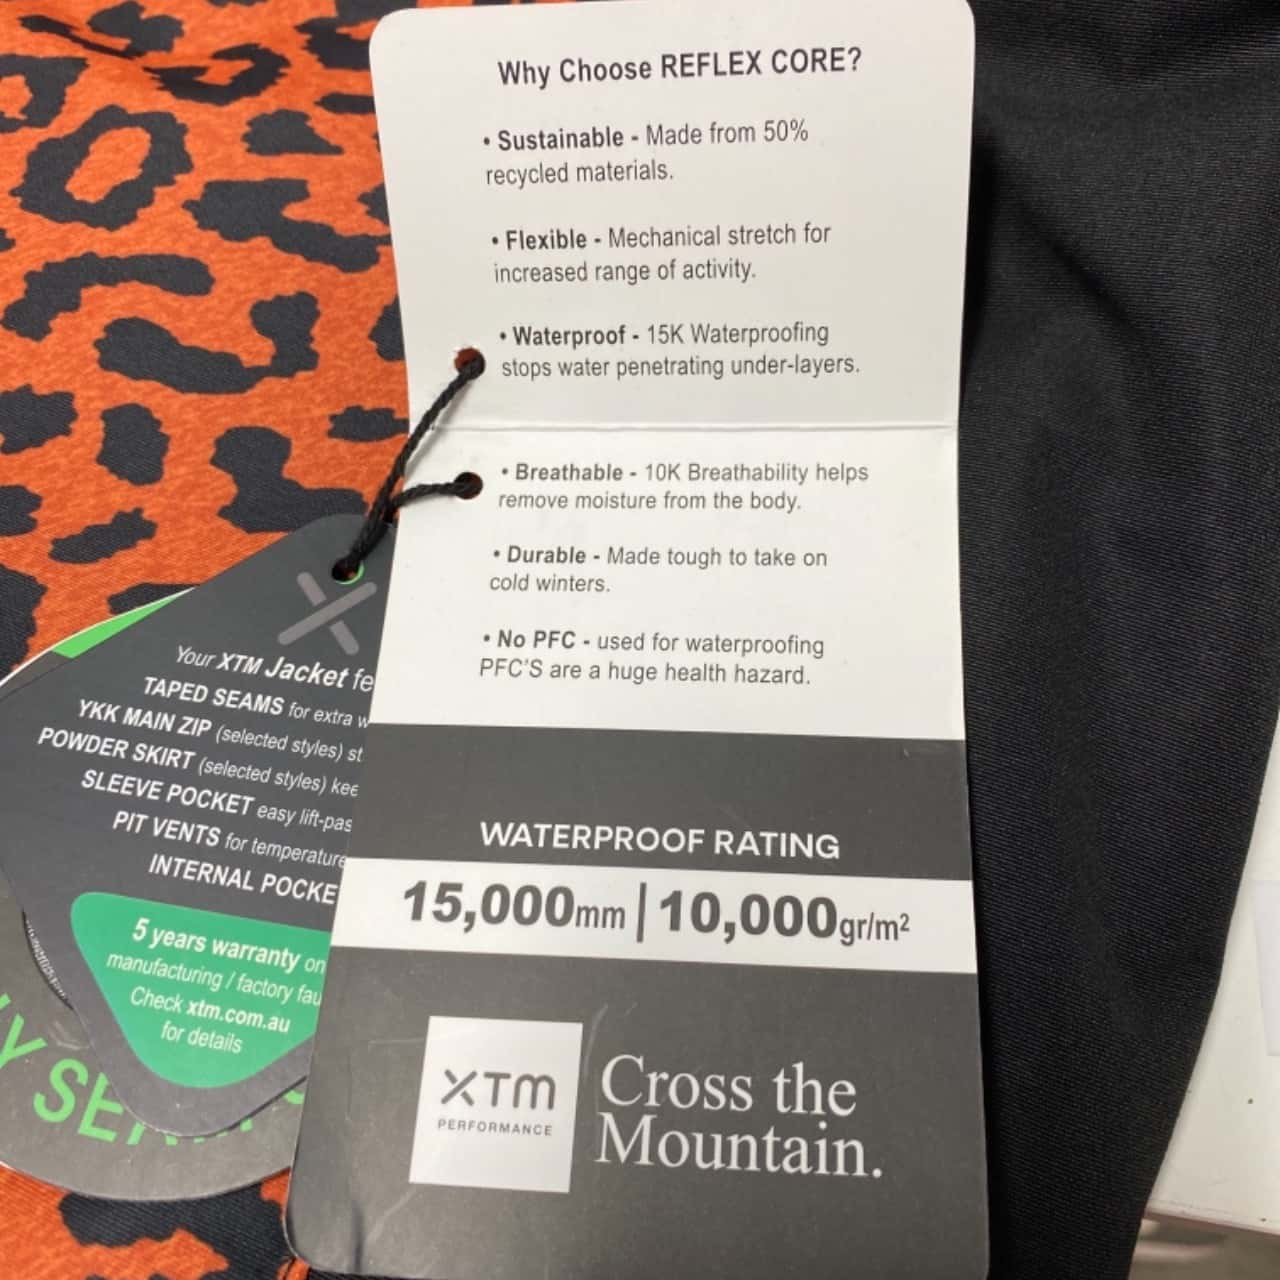 Why Choose REFLEX CORE?
• Sustainable - Made from 50%
recycled materials.
• Flexible - Mechanical stretch for
increased range of activity.
• Waterproof - 15K Waterproofing
stops water penetrating under-layers.
• Breathable - 10K Breathability helps
remove moisture from the body.
• Durable - Made tough to take on
cold winters.
• No PFC - used for waterproofing
PFC'S are a huge health hazard.
WATERPROOF RATING
15,000mm | 10,000gr/m²
XTM
PERFORMANCE
Cross the
Mountain.
Your XTM Jacket
TAPED SEAMS for extra
YKK MAIN ZIP (selected styles)
POWDER SKIRT (selected styles)
SLEEVE POCKET easy
PIT VENTS for temperature
INTERNAL
5 years warranty on
manufacturing / factory
Check xtm.com.au
for details